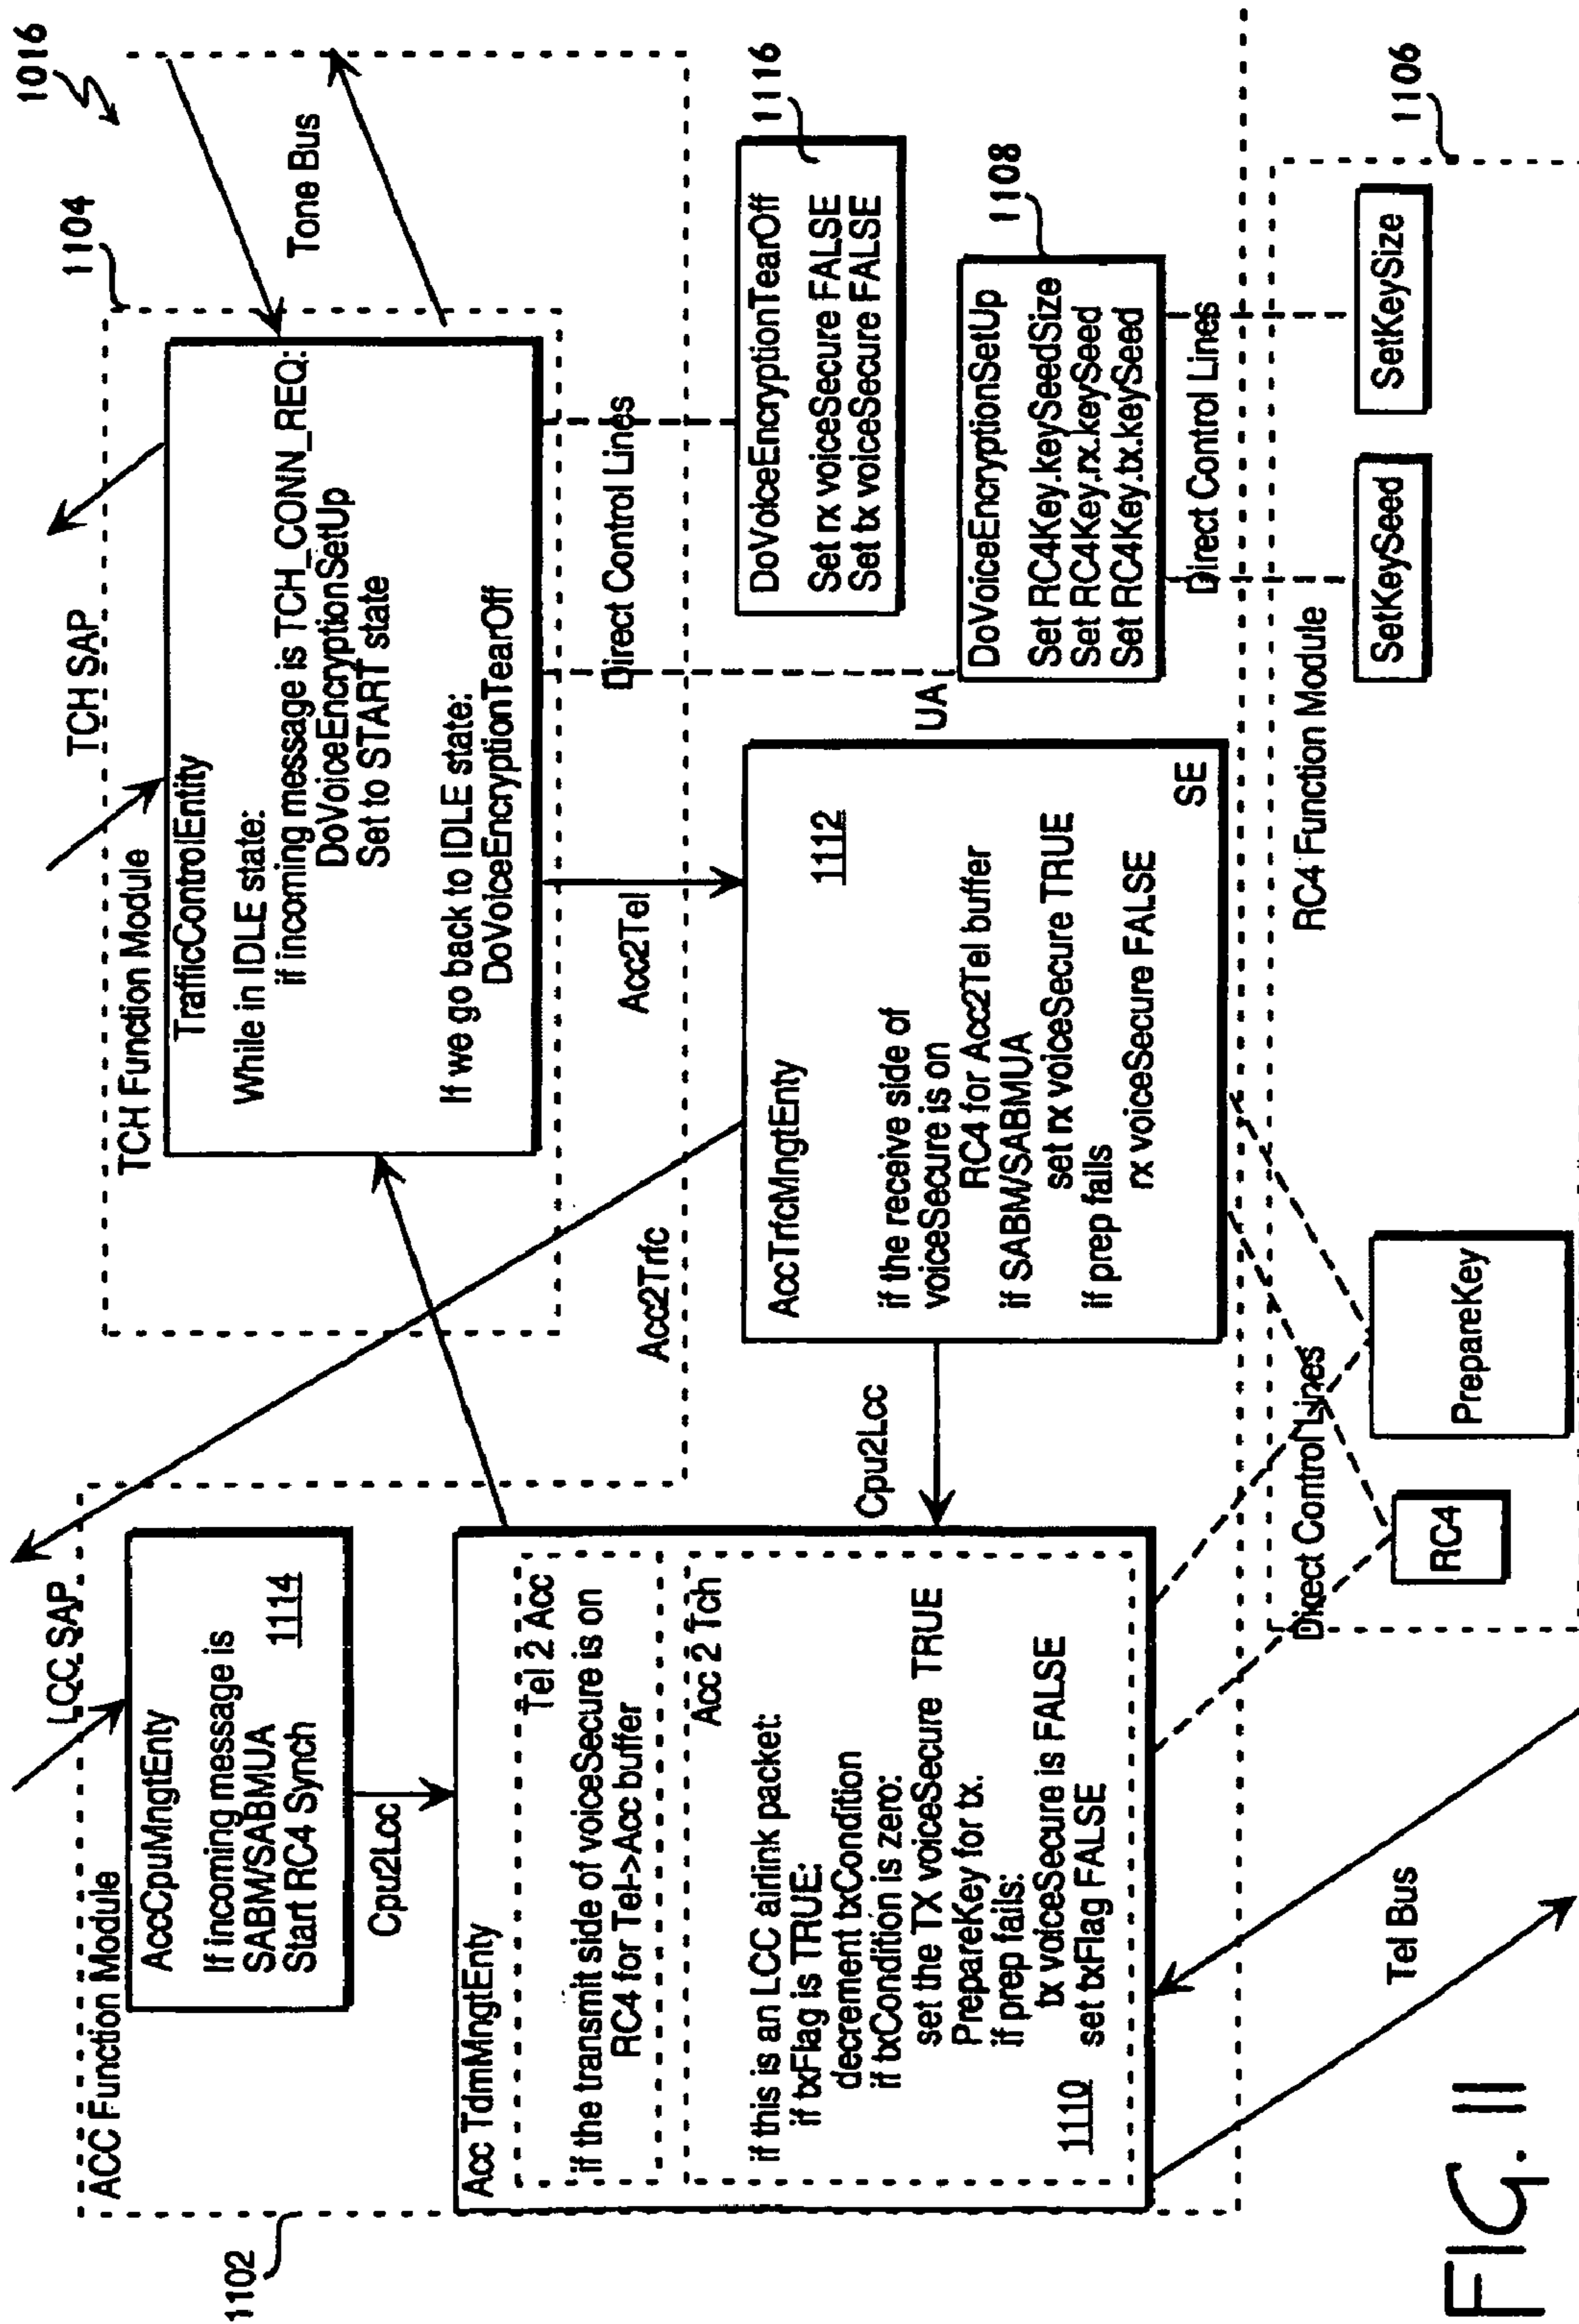 1016
1104
TCH SAP
TCH Function Module
TrafficControlEntity
While in IDLE state:
if incoming message is TCH_CONN_REQ:
DoVoiceEncryptionSetUp
Set to START state
If we go back to IDLE state:
DoVoiceEncryptionTearOff
Tone Bus
LCC SAP
ACC Function Module
1102
AccCpuMngtEnty
If incoming message is
SABM/SABMUA
Start RC4 Synch
1114
Cpu2Lcc
Acc2Trfc
Acc2Tel
Direct Control Lines
1116
DoVoiceEncryptionTearOff
Set rx voiceSecure FALSE
Set tx voiceSecure FALSE
Acc TdmMngtEnty
Tel 2 Acc
if the transmit side of voiceSecure is on
RC4 for Tel->Acc buffer
Acc 2 Tch
if this is an LCC airlink packet:
if txFlag is TRUE:
decrement txCondition
if txCondition is zero:
set the TX voiceSecure TRUE
PrepareKey for tx.
if prep fails:
tx voiceSecure is FALSE
set txFlag FALSE
1110
Cpu2Lcc
AccTrfcMngtEnty
1112
if the receive side of
voiceSecure is on
RC4 for Acc2Tel buffer
if SABM/SABMUA
set rx voiceSecure TRUE
if prep fails
rx voiceSecure FALSE
SE
UA
1108
DoVoiceEncryptionSetUp
Set RC4Key.keySeedSize
Set RC4Key.rx.keySeed
Set RC4Key.tx.keySeed
Direct Control Lines
Direct Control Lines
RC4 Function Module
1106
RC4
PrepareKey
SetKeySeed
SetKeySize
Tel Bus
FIG. 11